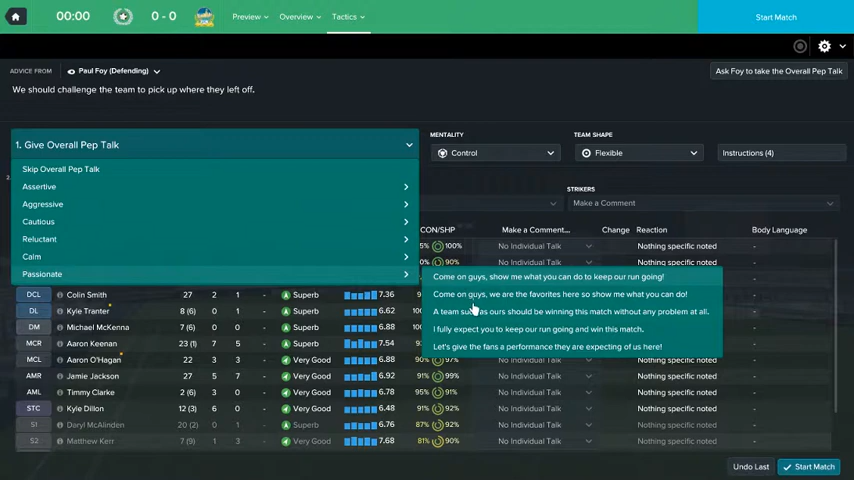 00:00 0 - 0 Preview Overview Tactics Start Match
ADVICE FROM Paul Foy (Defending) Ask Foy to take the Overall Pep Talk
We should challenge the team to pick up where they left off.
MENTALITY TEAM SHAPE
1. Give Overall Pep Talk Control Flexible Instructions (4)
Skip Overall Pep Talk
Assertive STRIKERS
Aggressive Make a Comment
Cautious
Reluctant CON/SHP Make a Comment... Change Reaction Body Language
5% 100% No Individual Talk Nothing specific noted -
Calm
0% 90% No Individual Talk Nothing specific noted -
Passionate
Come on guys, show me what you can do to keep our run going!
DCL Colin Smith 27 2 1 - Superb 7.36 Come on guys, we are the favorites here so show me what you can do! -
DL Kyle Tranter 8 (6) 0 1 - Superb 6.62 A team such as ours should be winning this match without any problem at all. -
DM Michael McKenna 7 (6) 0 - Superb 6.88 I fully expect you to keep our run going and win this match. -
MCR Aaron Keenan 23 (1) 7 5 - Superb 7.54 Let's give the fans a performance they are expecting of us here! -
MCL Aaron O'Hagan 22 3 3 - Very Good 6.88 90% 97% No Individual Talk Nothing specific noted -
AMR Jamie Jackson 27 5 7 - Very Good 6.92 91% 99% No Individual Talk Nothing specific noted -
AML Timmy Clarke 2 (6) 3 0 - Very Good 6.78 95% 91% No Individual Talk Nothing specific noted -
STC Kyle Dillon 12 (3) 6 0 - Very Good 6.48 91% 92% No Individual Talk Nothing specific noted -
S1 Daryl McAlinden 20 (2) 0 1 - Superb 6.76 87% 92% No Individual Talk Nothing specific noted -
S2 Matthew Kerr 7 (9) 1 3 - Very Good 7.68 81% 90% No Individual Talk Nothing specific noted -
Undo Last Start Match